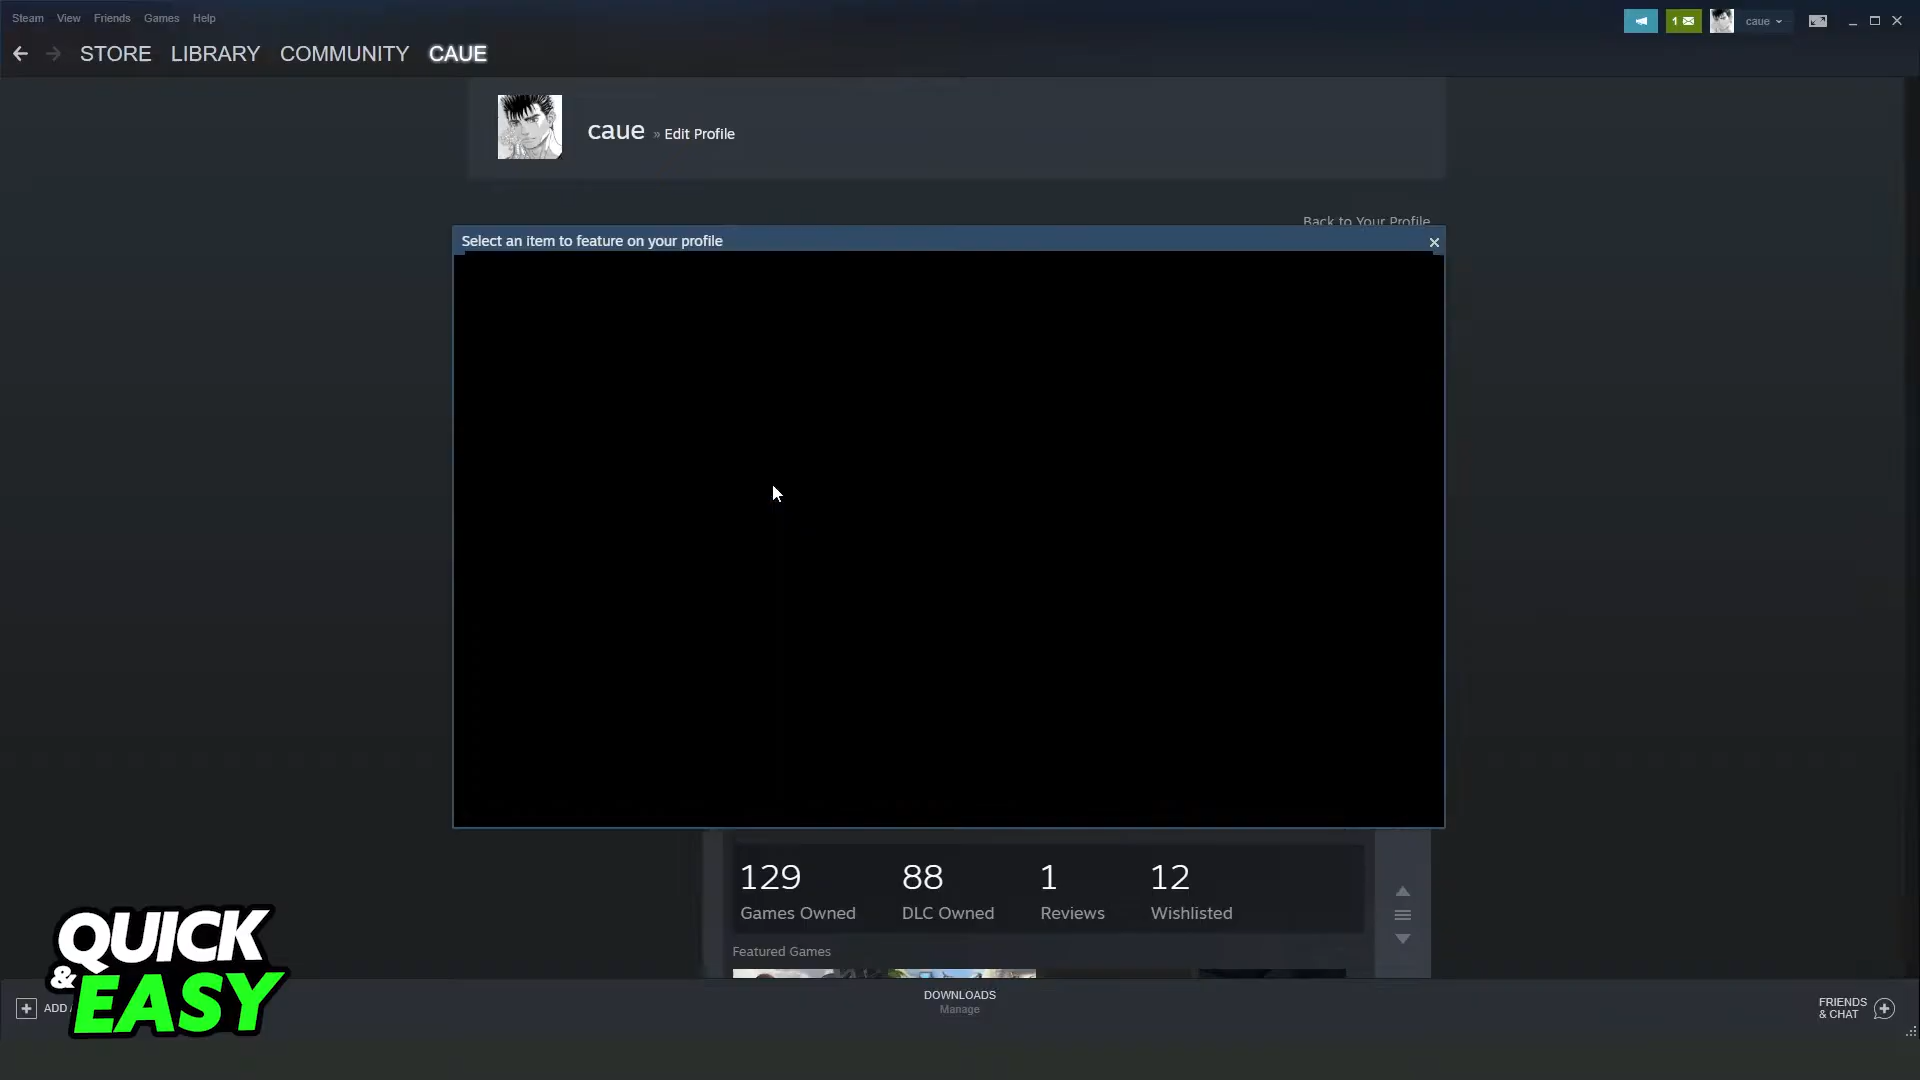 Steam View Friends Games Help
1
caue
STORE LIBRARY COMMUNITY CAUE
caue » Edit Profile
Back to Your Profile
Select an item to feature on your profile
129 88 1 12
Games Owned DLC Owned Reviews Wishlisted
Featured Games
QUICK
& EASY
ADD
DOWNLOADS
Manage
FRIENDS
& CHAT